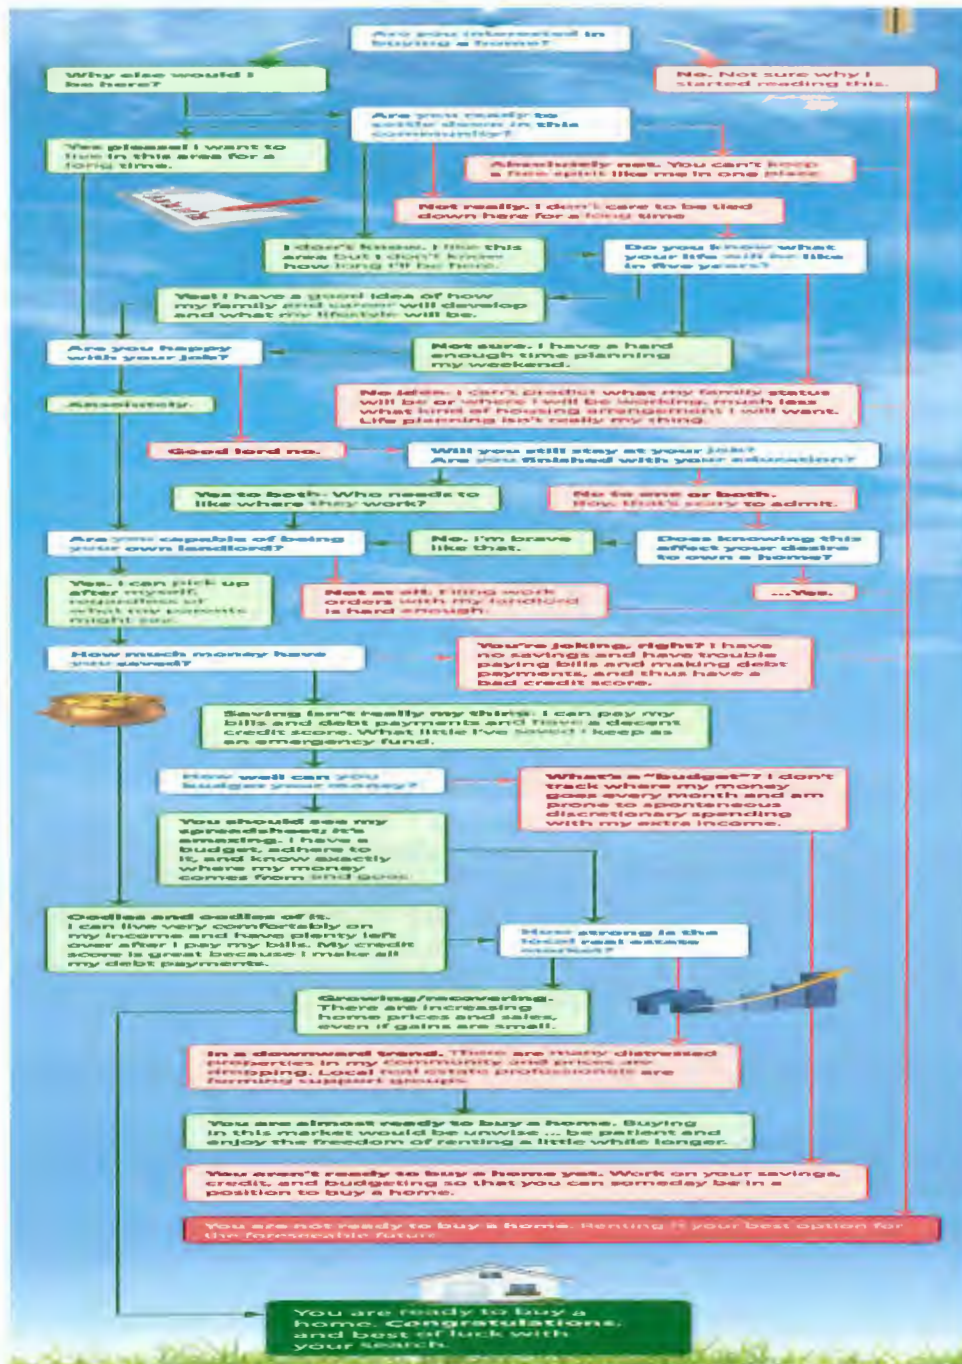 Are you interested in
buying a home?
Why else would I
be here?
No. Not sure why I
started reading this.
Are you ready to
settle down in this
community?
Yes please! I want to
live in this area for a
long time.
Absolutely not. You can't keep
a free spirit like me in one place.
Not really. I don't care to be tied
down here for a long time
I don't know. I like this
area but I don't know
how long I'll be here.
Do you know what
your life will be like
in five years?
Yes! I have a good idea of how
my family and career will develop
and what my lifestyle will be.
Are you happy
with your job?
Not sure. I have a hard
enough time planning
my weekend.
Absolutely.
No idea. I can't predict what my family status
will be or where I will be working, much less
what kind of housing arrangement I will want.
Life planning isn't really my thing.
Good lord no.
Will you still stay at your job?
Are you finished with your education?
Yes to both. Who needs to
like where they work?
No to one or both.
Boy, that's scary to admit.
Are you capable of being
your own landlord?
No. I'm brave
like that.
Does knowing this
affect your desire
to own a home?
Yes. I can pick up
after myself,
regardless of
what my parents
might say.
Not at all. Filing work
orders with my landlord
is hard enough.
...Yes.
How much money have
you saved?
You're joking, right? I have
no savings and have trouble
paying bills and making debt
payments, and thus have a
bad credit score.
Saving isn't really my thing. I can pay my
bills and debt payments and have a decent
credit score. What little I've saved I keep as
an emergency fund.
How well can you
budget your money?
What's a "budget"? I don't
track where my money
goes every month and am
prone to spontaneous
discretionary spending
with my extra income.
You should see my
spreadsheet; it's
amazing. I have a
budget, adhere to
it, and know exactly
where my money
comes from and goes.
Oodles and oodles of it.
I can live very comfortably on
my income and have plenty left
over after I pay my bills. My credit
score is great because I make all
my debt payments.
How strong is the
local real estate
market?
Growing/recovering.
There are increasing
home prices and sales,
even if gains are small.
In a downward trend. There are many distressed
properties in my community and prices are
dropping. Local real estate professionals are
forming support groups.
You are almost ready to buy a home. Buying
in this market would be unwise ... be patient and
enjoy the freedom of renting a little while longer.
You aren't ready to buy a home yet. Work on your savings,
credit, and budgeting so that you can someday be in a
position to buy a home.
You are not ready to buy a home. Renting is your best option for
the foreseeable future.
You are ready to buy a
home. Congratulations,
and best of luck with
your search.